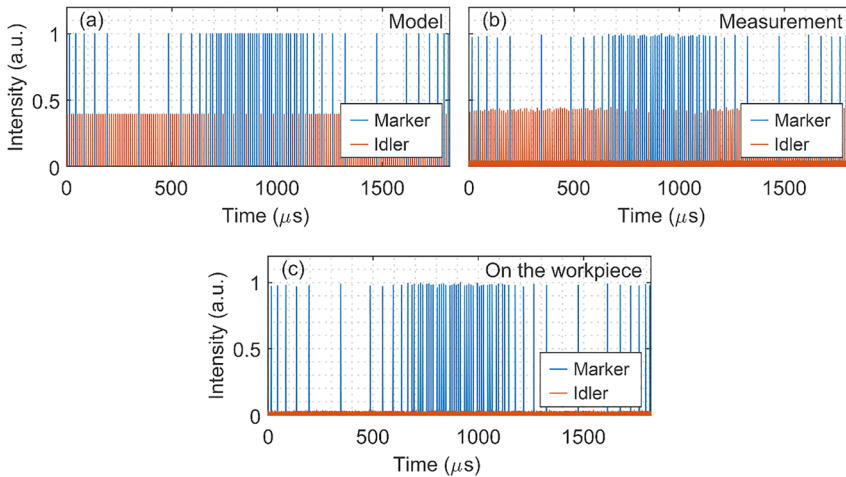 (a) Model
1
0.5
0
Intensity (a.u.)
Marker
Idler
0 500 1000 1500
Time (μs)
(b) Measurement
1
0.5
0
Marker
Idler
0 500 1000 1500
Time (μs)
(c) On the workpiece
1
0.5
0
Intensity (a.u.)
Marker
Idler
0 500 1000 1500
Time (μs)